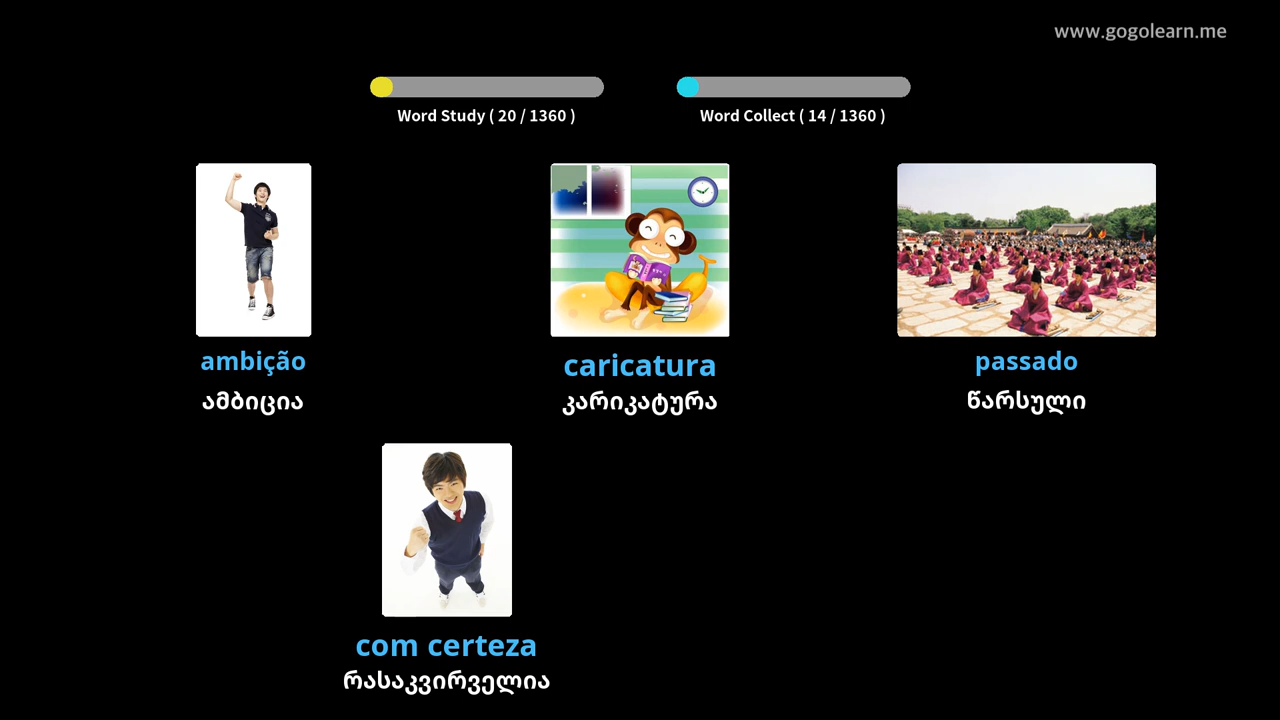 www.gogolearn.me
Word Study ( 20 / 1360 )
Word Collect ( 14 / 1360 )
ambição
ამბიცია
caricatura
კარიკატურა
passado
წარსული
com certeza
რასაკვირველია